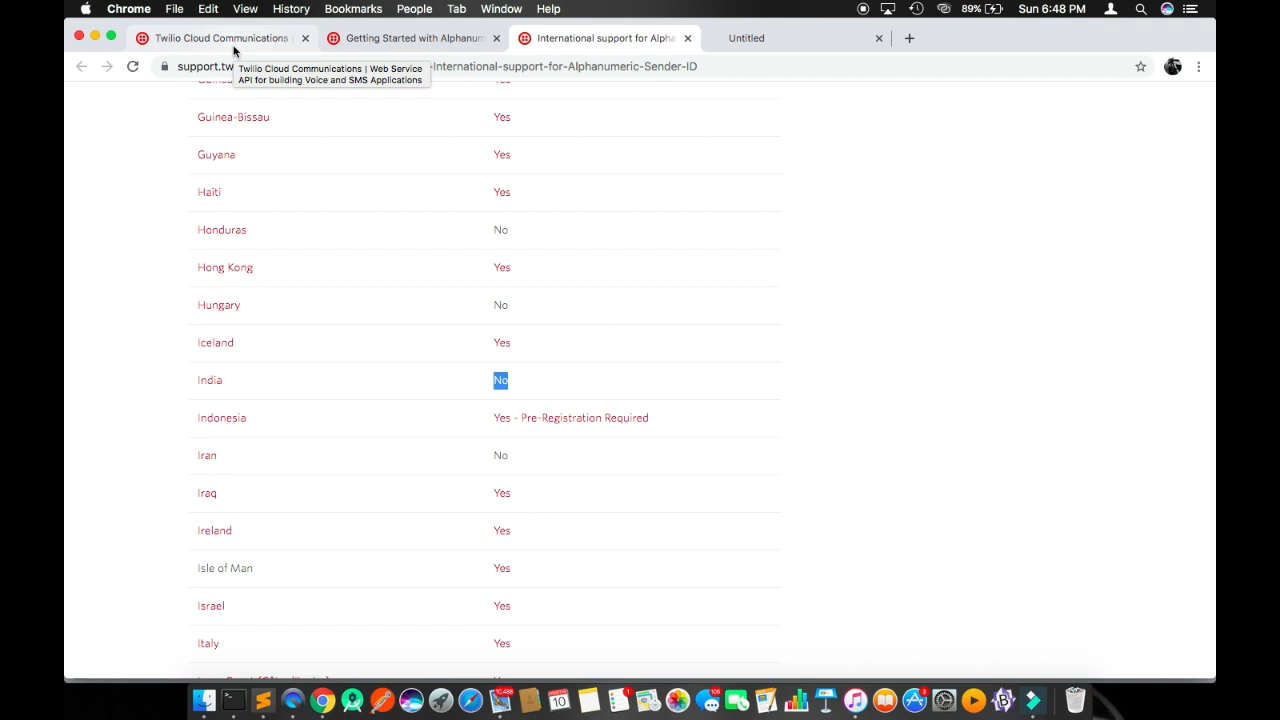 Chrome File Edit View History Bookmarks People Tab Window Help 89% Sun 6:48 PM
Twilio Cloud Communications | Getting Started with Alphanum International support for Alpha Untitled
support.tw -International-support-for-Alphanumeric-Sender-ID
Twilio Cloud Communications | Web Service
API for building Voice and SMS Applications
Guinea-Bissau Yes
Guyana Yes
Haiti Yes
Honduras No
Hong Kong Yes
Hungary No
Iceland Yes
India No
Indonesia Yes - Pre-Registration Required
Iran No
Iraq Yes
Ireland Yes
Isle of Man Yes
Israel Yes
Italy Yes